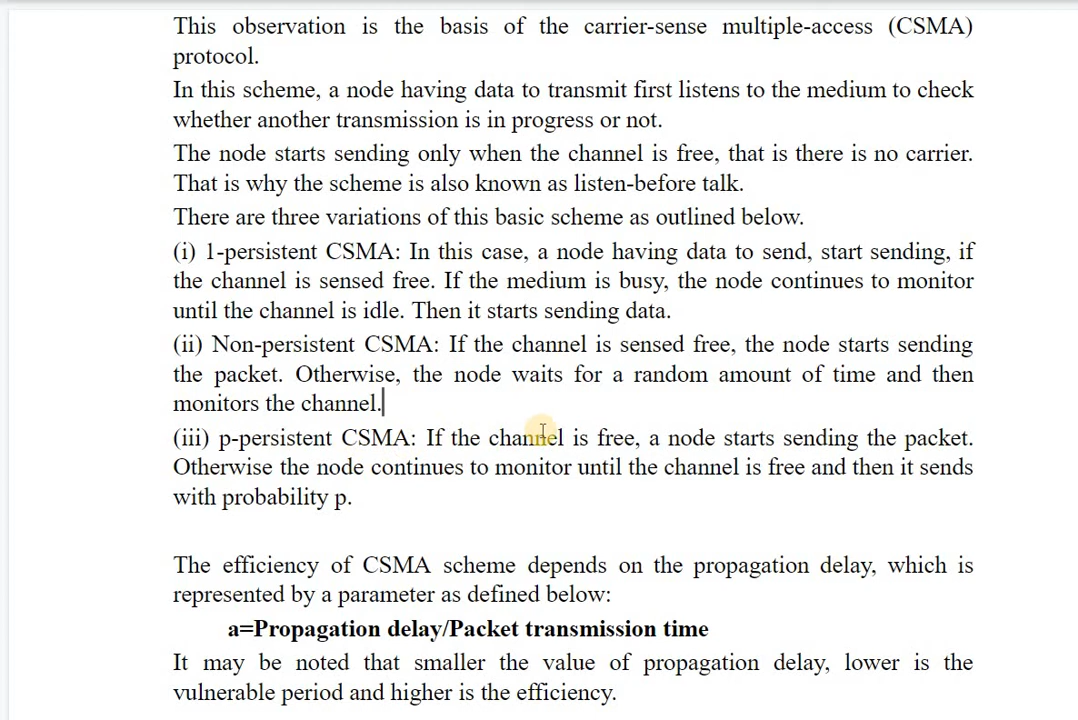 This observation is the basis of the carrier-sense multiple-access (CSMA)
protocol.
In this scheme, a node having data to transmit first listens to the medium to check
whether another transmission is in progress or not.
The node starts sending only when the channel is free, that is there is no carrier.
That is why the scheme is also known as listen-before talk.
There are three variations of this basic scheme as outlined below.
(i) 1-persistent CSMA: In this case, a node having data to send, start sending, if
the channel is sensed free. If the medium is busy, the node continues to monitor
until the channel is idle. Then it starts sending data.
(ii) Non-persistent CSMA: If the channel is sensed free, the node starts sending
the packet. Otherwise, the node waits for a random amount of time and then
monitors the channel.
(iii) p-persistent CSMA: If the channel is free, a node starts sending the packet.
Otherwise the node continues to monitor until the channel is free and then it sends
with probability p.
The efficiency of CSMA scheme depends on the propagation delay, which is
represented by a parameter as defined below:
a=Propagation delay/Packet transmission time
It may be noted that smaller the value of propagation delay, lower is the
vulnerable period and higher is the efficiency.